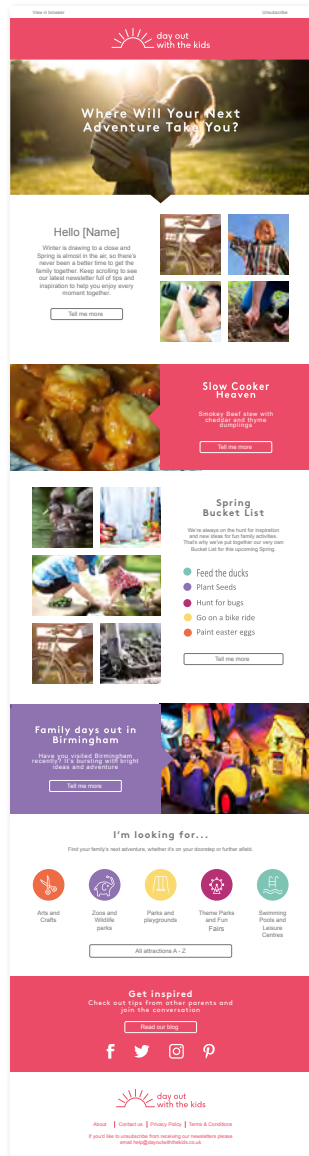 View in browser
Unsubscribe
day out
with the kids
Where Will Your Next
Adventure Take You?
Hello [Name]
Winter is drawing to a close and
Spring is almost in the air, so there's
never been a better time to get the
family together. Keep scrolling to see
our latest newsletter full of tips and
inspiration to help you enjoy every
moment together.
Tell me more
Slow Cooker
Heaven
Smokey Beef stew with
cheddar and thyme
dumplings
Tell me more
Spring
Bucket List
We're always on the hunt for inspiration
and new ideas for fun family activities.
That's why we've put together our very own
Bucket List for this upcoming Spring.
Feed the ducks
Plant Seeds
Hunt for bugs
Go on a bike ride
Paint easter eggs
Tell me more
Family days out in
Birmingham
Have you visited Birmingham
recently? It's bursting with bright
ideas and adventure
Tell me more
I'm looking for...
Find your family's next adventure, whether it's on your doorstep or further afield.
Arts and
Crafts
Zoos and
Wildlife
parks
Parks and
playgrounds
Theme Parks
and Fun
Fairs
Swimming
Pools and
Leisure
Centres
All attractions A - Z
Get inspired
Check out tips from other parents and
join the conversation
Read our blog
day out
with the kids
About | Contact us | Privacy Policy | Terms & Conditions
If you'd like to unsubscribe from receiving our newsletters please
email help@dayoutwiththekids.co.uk